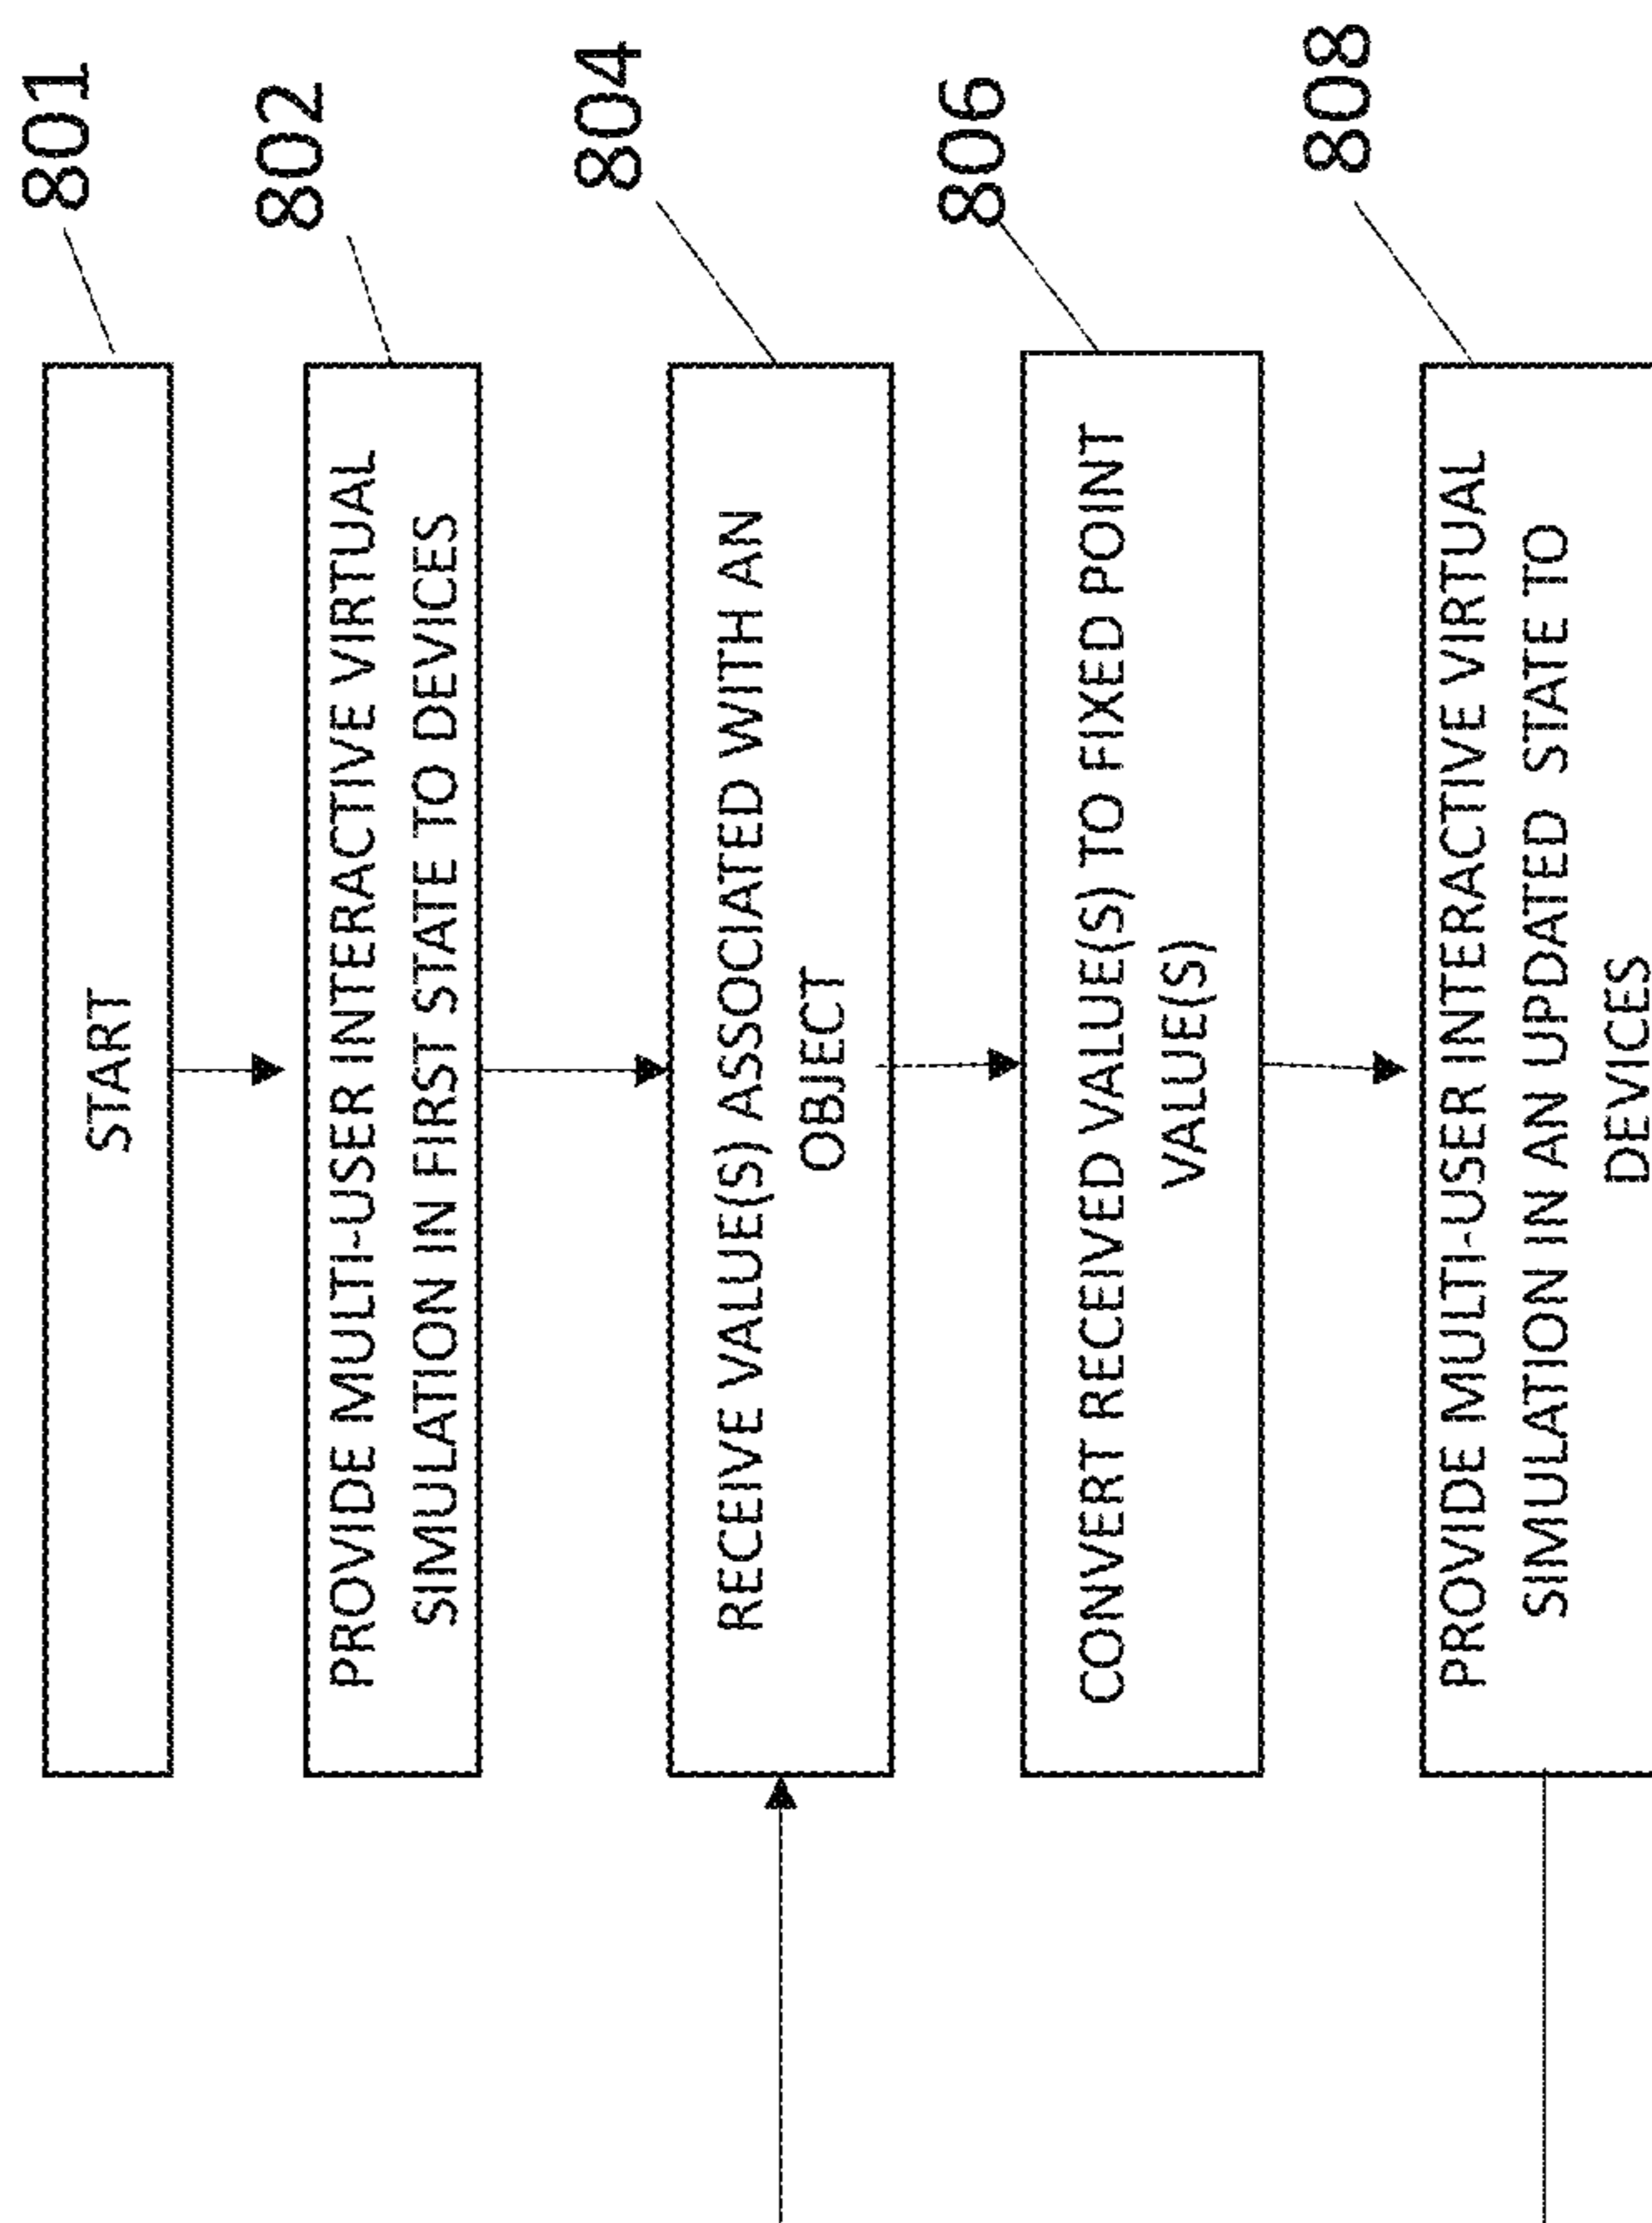 801
START
802
PROVIDE MULTI-USER INTERACTIVE VIRTUAL
SIMULATION IN FIRST STATE TO DEVICES
804
RECEIVE VALUE(S) ASSOCIATED WITH AN
OBJECT
806
CONVERT RECEIVED VALUE(S) TO FIXED POINT
VALUE(S)
808
PROVIDE MULTI-USER INTERACTIVE VIRTUAL
SIMULATION IN AN UPDATED STATE TO
DEVICES